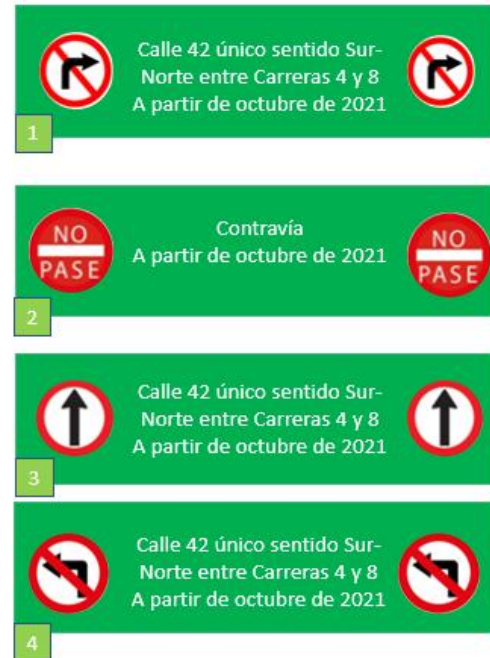 Calle 42 único sentido Sur-
Norte entre Carreras 4 y 8
A partir de octubre de 2021
1
NO
PASE
Contravía
A partir de octubre de 2021
NO
PASE
2
Calle 42 único sentido Sur-
Norte entre Carreras 4 y 8
A partir de octubre de 2021
3
Calle 42 único sentido Sur-
Norte entre Carreras 4 y 8
A partir de octubre de 2021
4